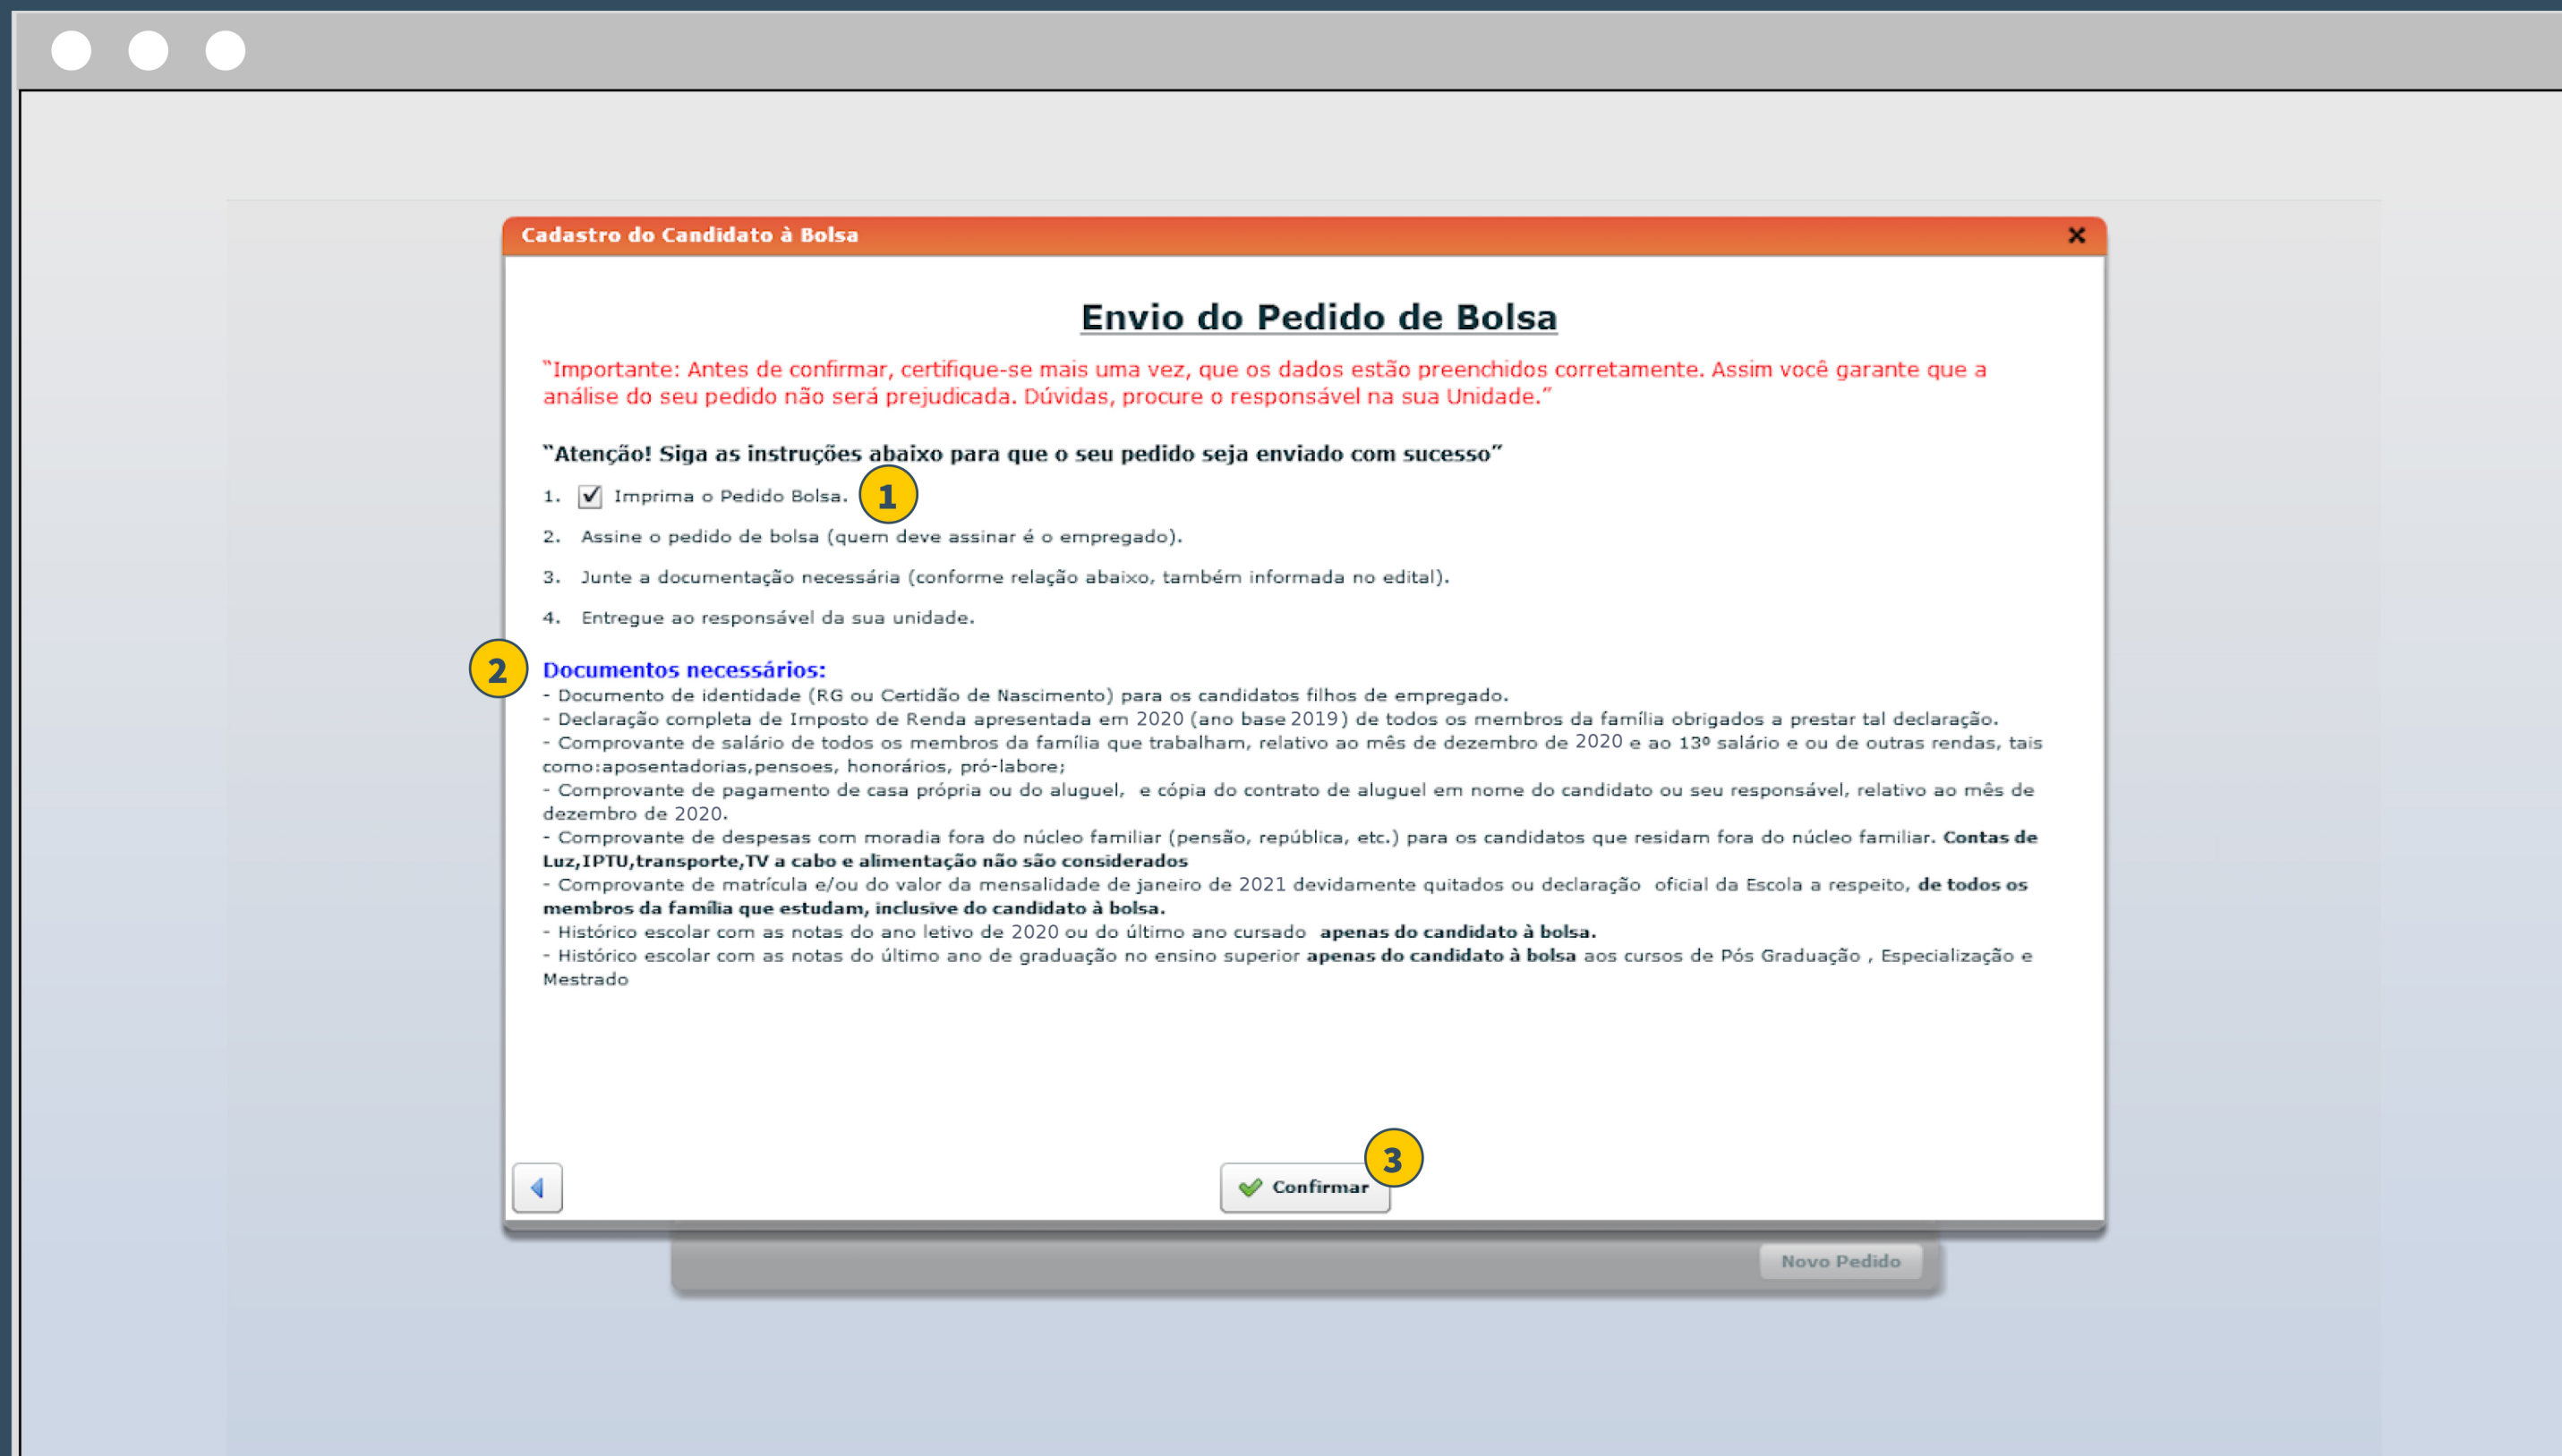 Cadastro do Candidato à Bolsa
Envio do Pedido de Bolsa
"Importante: Antes de confirmar, certifique-se mais uma vez, que os dados estão preenchidos corretamente. Assim você garante que a
análise do seu pedido não será prejudicada. Dúvidas, procure o responsável na sua Unidade."
"Atenção! Siga as instruções abaixo para que o seu pedido seja enviado com sucesso"
1. Imprima o Pedido Bolsa. 1
2. Assine o pedido de bolsa (quem deve assinar é o empregado).
3. Junte a documentação necessária (conforme relação abaixo, também informada no edital).
4. Entregue ao responsável da sua unidade.
2 Documentos necessários:
- Documento de identidade (RG ou Certidão de Nascimento) para os candidatos filhos de empregado.
- Declaração completa de Imposto de Renda apresentada em 2020 (ano base 2019) de todos os membros da família obrigados a prestar tal declaração.
- Comprovante de salário de todos os membros da família que trabalham, relativo ao mês de dezembro de 2020 e ao 13º salário e ou de outras rendas, tais
como:aposentadorias,pensoes, honorários, pró-labore;
- Comprovante de pagamento de casa própria ou do aluguel, e cópia do contrato de aluguel em nome do candidato ou seu responsável, relativo ao mês de
dezembro de 2020.
- Comprovante de despesas com moradia fora do núcleo familiar (pensão, república, etc.) para os candidatos que residam fora do núcleo familiar. Contas de
Luz,IPTU,transporte,TV a cabo e alimentação não são considerados
- Comprovante de matrícula e/ou do valor da mensalidade de janeiro de 2021 devidamente quitados ou declaração oficial da Escola a respeito, de todos os
membros da família que estudam, inclusive do candidato à bolsa.
- Histórico escolar com as notas do ano letivo de 2020 ou do último ano cursado apenas do candidato à bolsa.
- Histórico escolar com as notas do último ano de graduação no ensino superior apenas do candidato à bolsa aos cursos de Pós Graduação , Especialização e
Mestrado
3
Confirmar
Novo Pedido